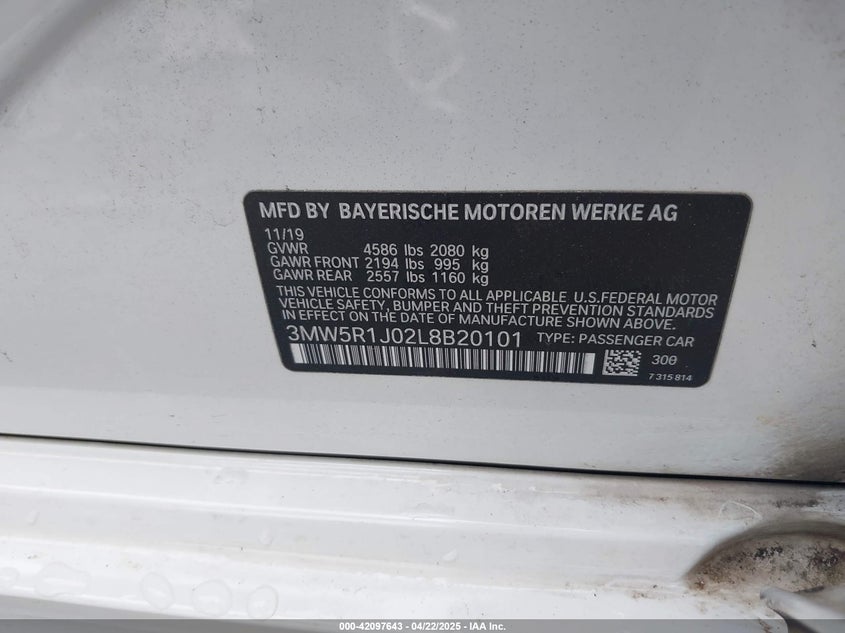 MFD BY BAYERISCHE MOTOREN WERKE AG
11/19
GVWR 4586 lbs 2080 kg
GAWR FRONT 2194 lbs 995 kg
GAWR REAR 2557 lbs 1160 kg
THIS VEHICLE CONFORMS TO ALL APPLICABLE U.S.FEDERAL MOTOR
VEHICLE SAFETY, BUMPER AND THEFT PREVENTION STANDARDS
IN EFFECT ON THE DATE OF MANUFACTURE SHOWN ABOVE.
3MW5R1J02L8B20101 TYPE: PASSENGER CAR
300
7 315 814
000-42097643 - 04/22/2025 - IAA Inc.